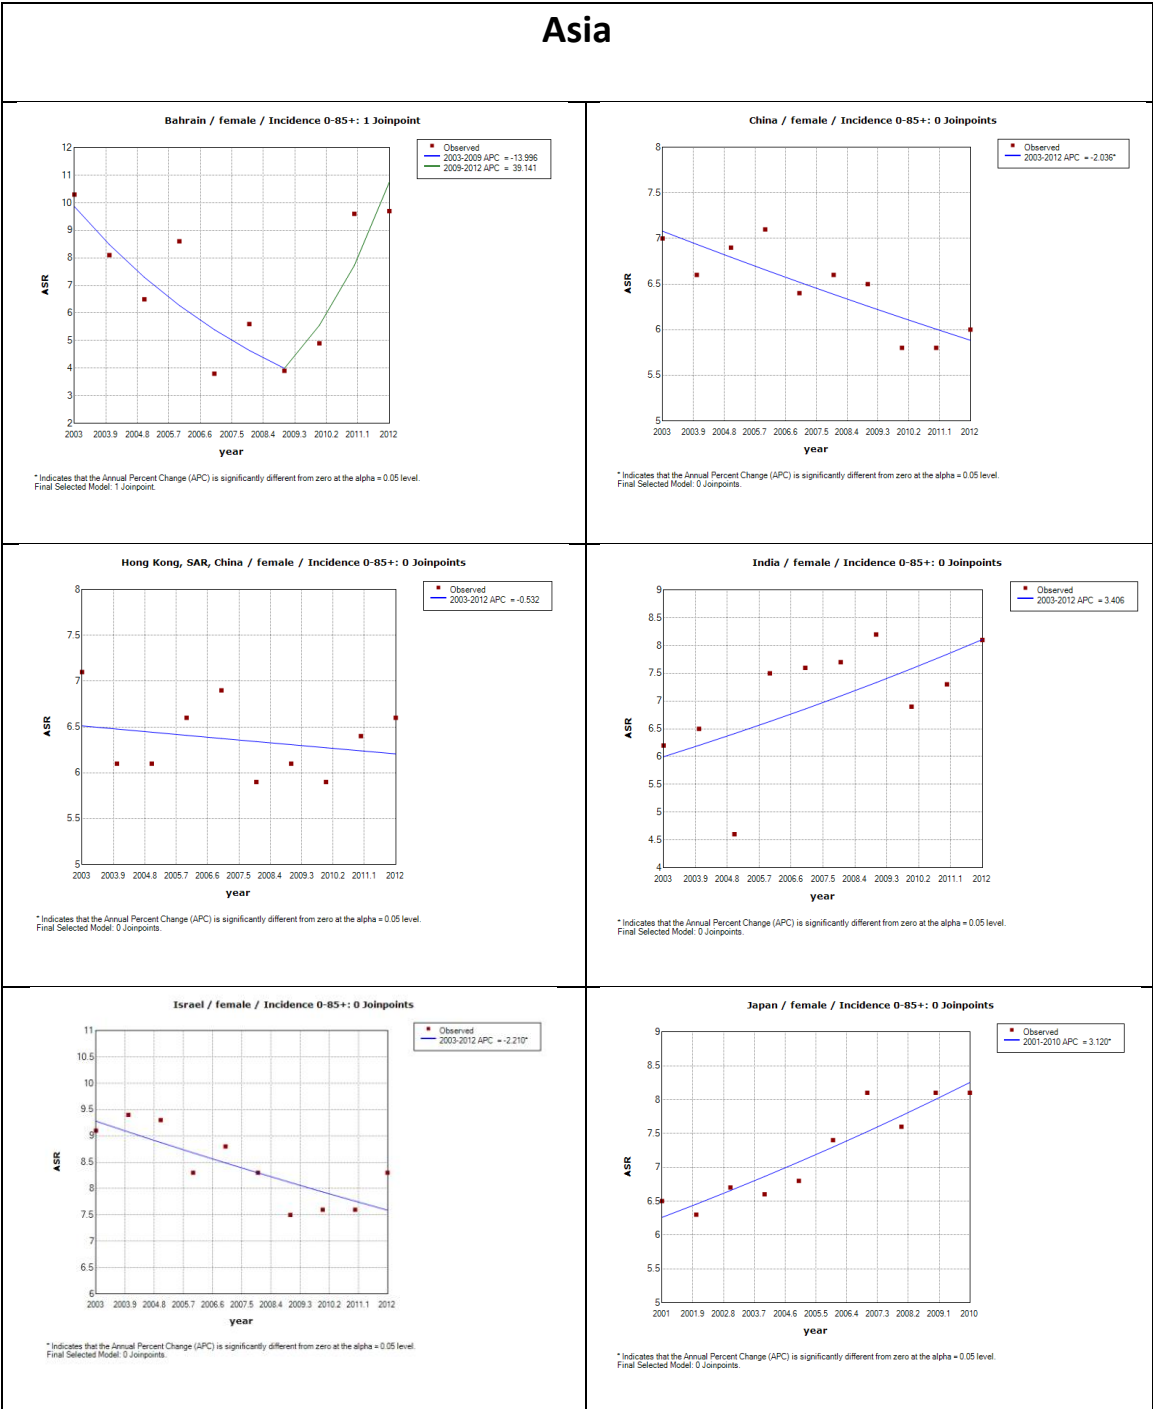 Asia
Bahrain / female / Incidence 0-85+: 1 Joinpoint
Observed
2003-2009 APC = -13.996
2009-2012 APC = 39.141
12
11
10
9
8
7
6
5
4
3
2
ASR
2003 2003.9 2004.8 2005.7 2006.6 2007.5 2008.4 2009.3 2010.2 2011.1 2012
year
* Indicates that the Annual Percent Change (APC) is significantly different from zero at the alpha = 0.05 level.
Final Selected Model: 1 Joinpoint.
China / female / Incidence 0-85+: 0 Joinpoints
Observed
2003-2012 APC = -2.036*
8
7.5
7
6.5
6
5.5
5
ASR
2003 2003.9 2004.8 2005.7 2006.6 2007.5 2008.4 2009.3 2010.2 2011.1 2012
year
* Indicates that the Annual Percent Change (APC) is significantly different from zero at the alpha = 0.05 level.
Final Selected Model: 0 Joinpoints.
Hong Kong, SAR, China / female / Incidence 0-85+: 0 Joinpoints
Observed
2003-2012 APC = -0.532
8
7.5
7
6.5
6
5.5
5
ASR
2003 2003.9 2004.8 2005.7 2006.6 2007.5 2008.4 2009.3 2010.2 2011.1 2012
year
* Indicates that the Annual Percent Change (APC) is significantly different from zero at the alpha = 0.05 level.
Final Selected Model: 0 Joinpoints.
India / female / Incidence 0-85+: 0 Joinpoints
Observed
2003-2012 APC = 3.406
9
8.5
8
7.5
7
6.5
6
5.5
5
4.5
4
ASR
2003 2003.9 2004.8 2005.7 2006.6 2007.5 2008.4 2009.3 2010.2 2011.1 2012
year
* Indicates that the Annual Percent Change (APC) is significantly different from zero at the alpha = 0.05 level.
Final Selected Model: 0 Joinpoints.
Israel / female / Incidence 0-85+: 0 Joinpoints
Observed
2003-2012 APC = -2.210*
11
10.5
10
9.5
9
8.5
8
7.5
7
6.5
6
ASR
2003 2003.9 2004.8 2005.7 2006.6 2007.5 2008.4 2009.3 2010.2 2011.1 2012
year
* Indicates that the Annual Percent Change (APC) is significantly different from zero at the alpha = 0.05 level.
Final Selected Model: 0 Joinpoints.
Japan / female / Incidence 0-85+: 0 Joinpoints
Observed
2001-2010 APC = 3.120*
9
8.5
8
7.5
7
6.5
6
5.5
5
ASR
2001 2001.9 2002.8 2003.7 2004.6 2005.5 2006.4 2007.3 2008.2 2009.1 2010
year
* Indicates that the Annual Percent Change (APC) is significantly different from zero at the alpha = 0.05 level.
Final Selected Model: 0 Joinpoints.